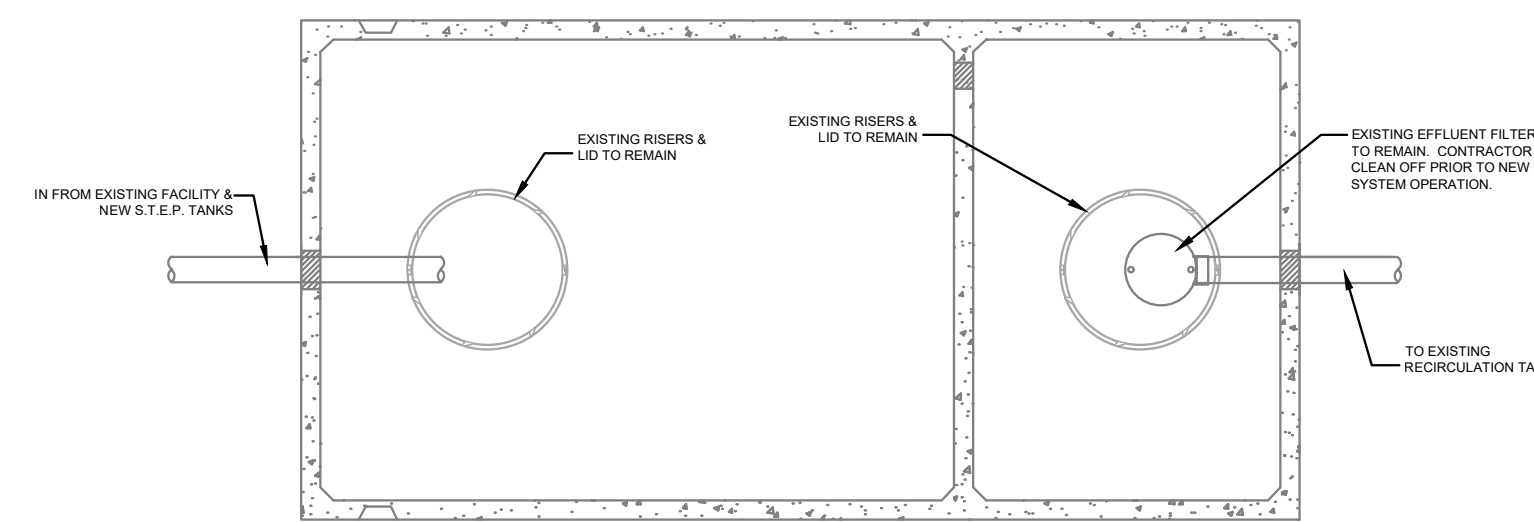 IN FROM EXISTING FACILITY &
NEW S.T.E.P. TANKS
EXISTING RISERS &
LID TO REMAIN
EXISTING RISERS &
LID TO REMAIN
EXISTING EFFLUENT FILTER
TO REMAIN. CONTRACTOR
CLEAN OFF PRIOR TO NEW
SYSTEM OPERATION.
TO EXISTING
RECIRCULATION